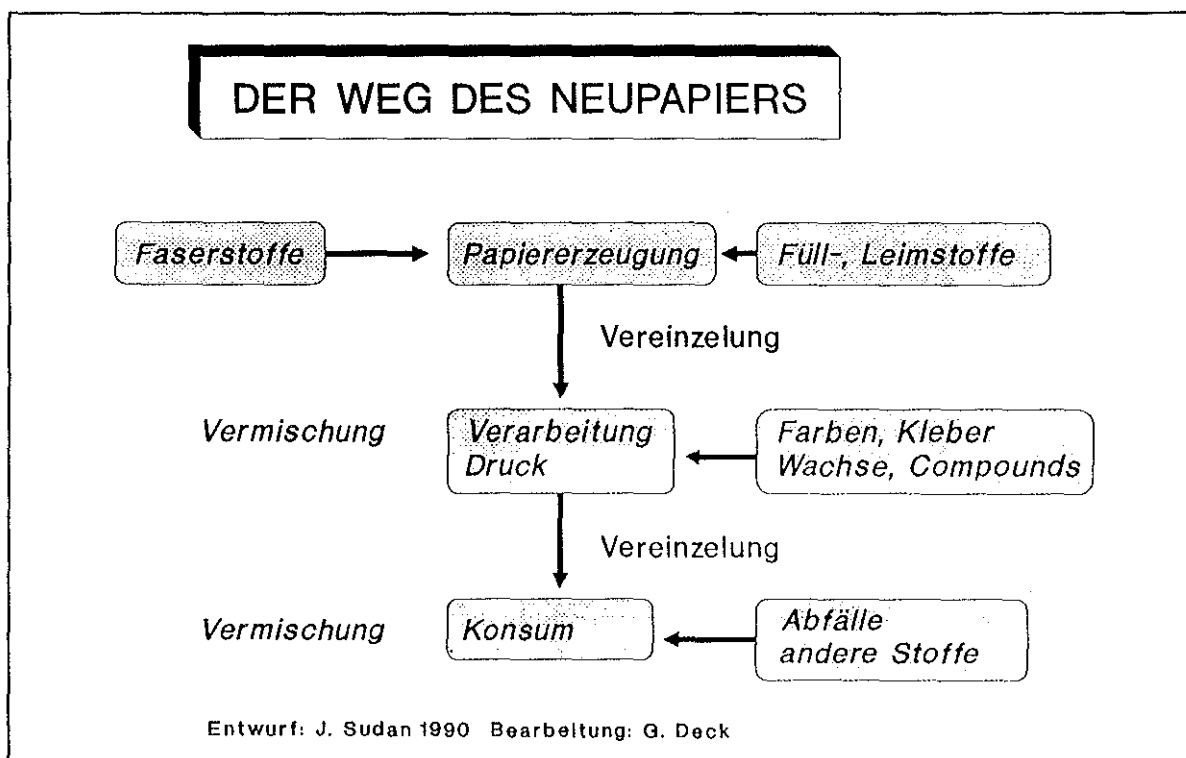 DER WEG DES NEUPAPIERS
Faserstoffe
Papiererzeugung
Füll-, Leimstoffe
Vereinzelung
Vermischung
Verarbeitung
Druck
Farben, Kleber
Wachse, Compounds
Vereinzelung
Vermischung
Konsum
Abfälle
andere Stoffe
Entwurf: J. Sudan 1990 Bearbeitung: G. Deck